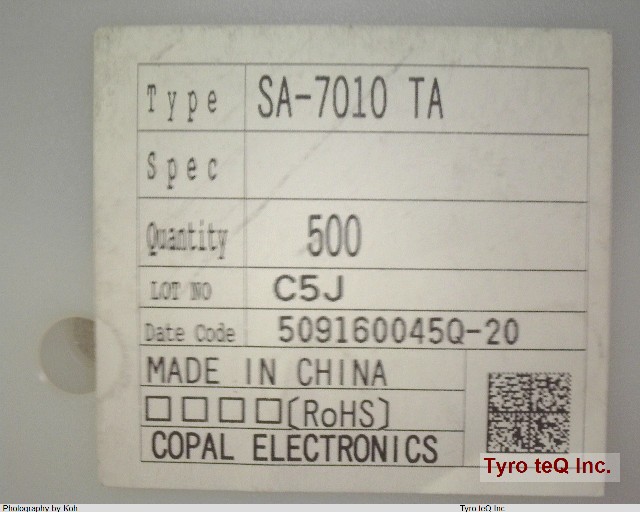 Type SA-7010 TA
Spec
Quantity 500
LOT NO C5J
Date Code 509160045Q-20
MADE IN CHINA
□□□□(RoHS)
COPAL ELECTRONICS
Tyro teQ Inc.
Photography by Koh Tyro teQ Inc